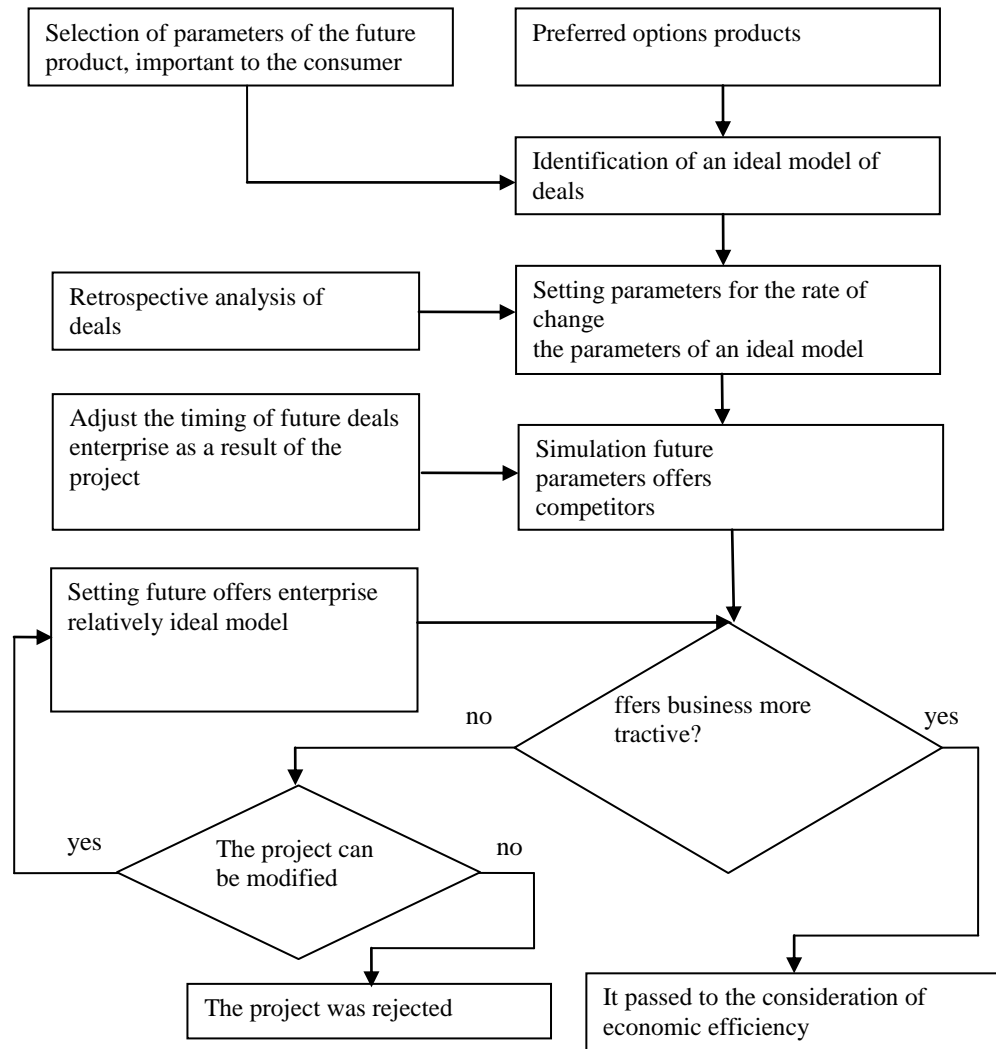 Selection of parameters of the future
product, important to the consumer
Preferred options products
Identification of an ideal model of
deals
Retrospective analysis of
deals
Setting parameters for the rate of
change
the parameters of an ideal model
Adjust the timing of future deals
enterprise as a result of the
project
Simulation future
parameters offers
competitors
Setting future offers enterprise
relatively ideal model
ffers business more
tractive?
no
yes
The project can
be modified
yes
no
The project was rejected
It passed to the consideration of
economic efficiency